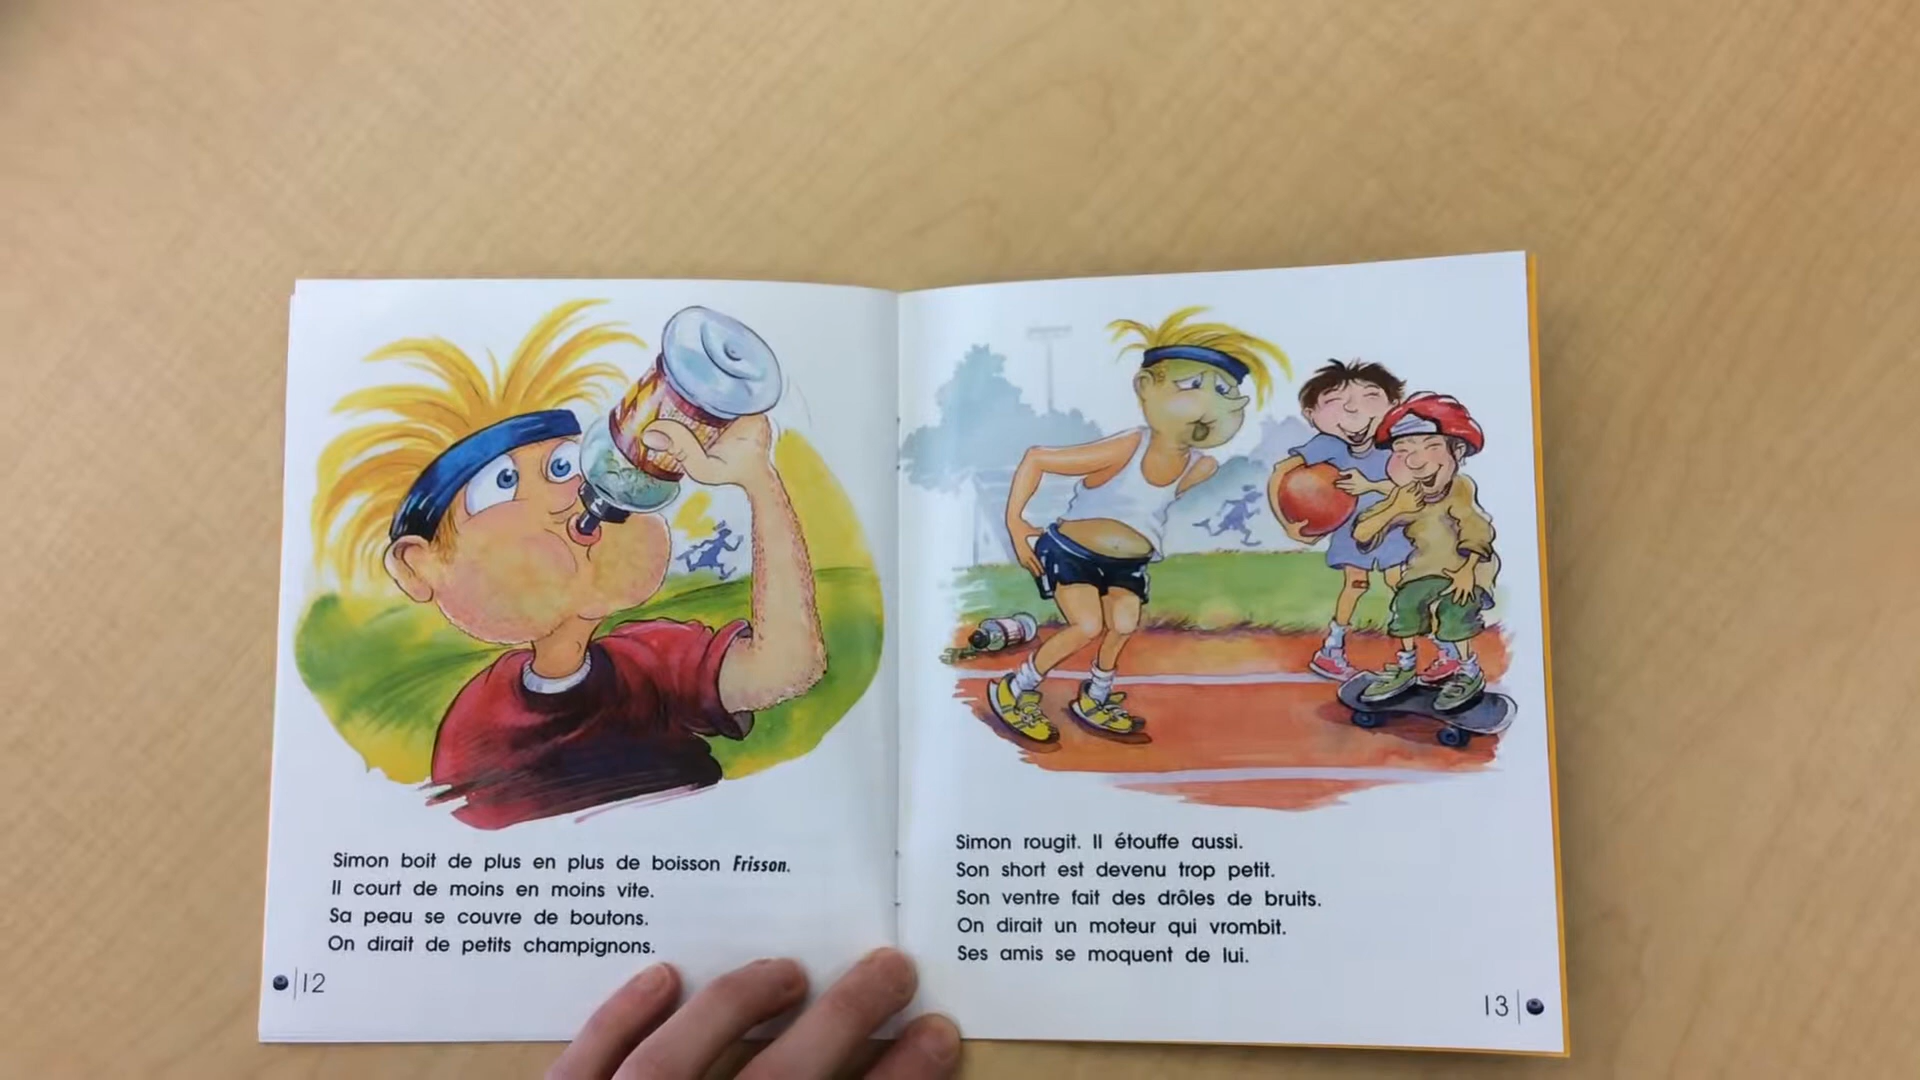 Simon boit de plus en plus de boisson Frisson.
Il court de moins en moins vite.
Sa peau se couvre de boutons.
On dirait de petits champignons.
12
Simon rougit. Il étouffe aussi.
Son short est devenu trop petit.
Son ventre fait des drôles de bruits.
On dirait un moteur qui vrombit.
Ses amis se moquent de lui.
13